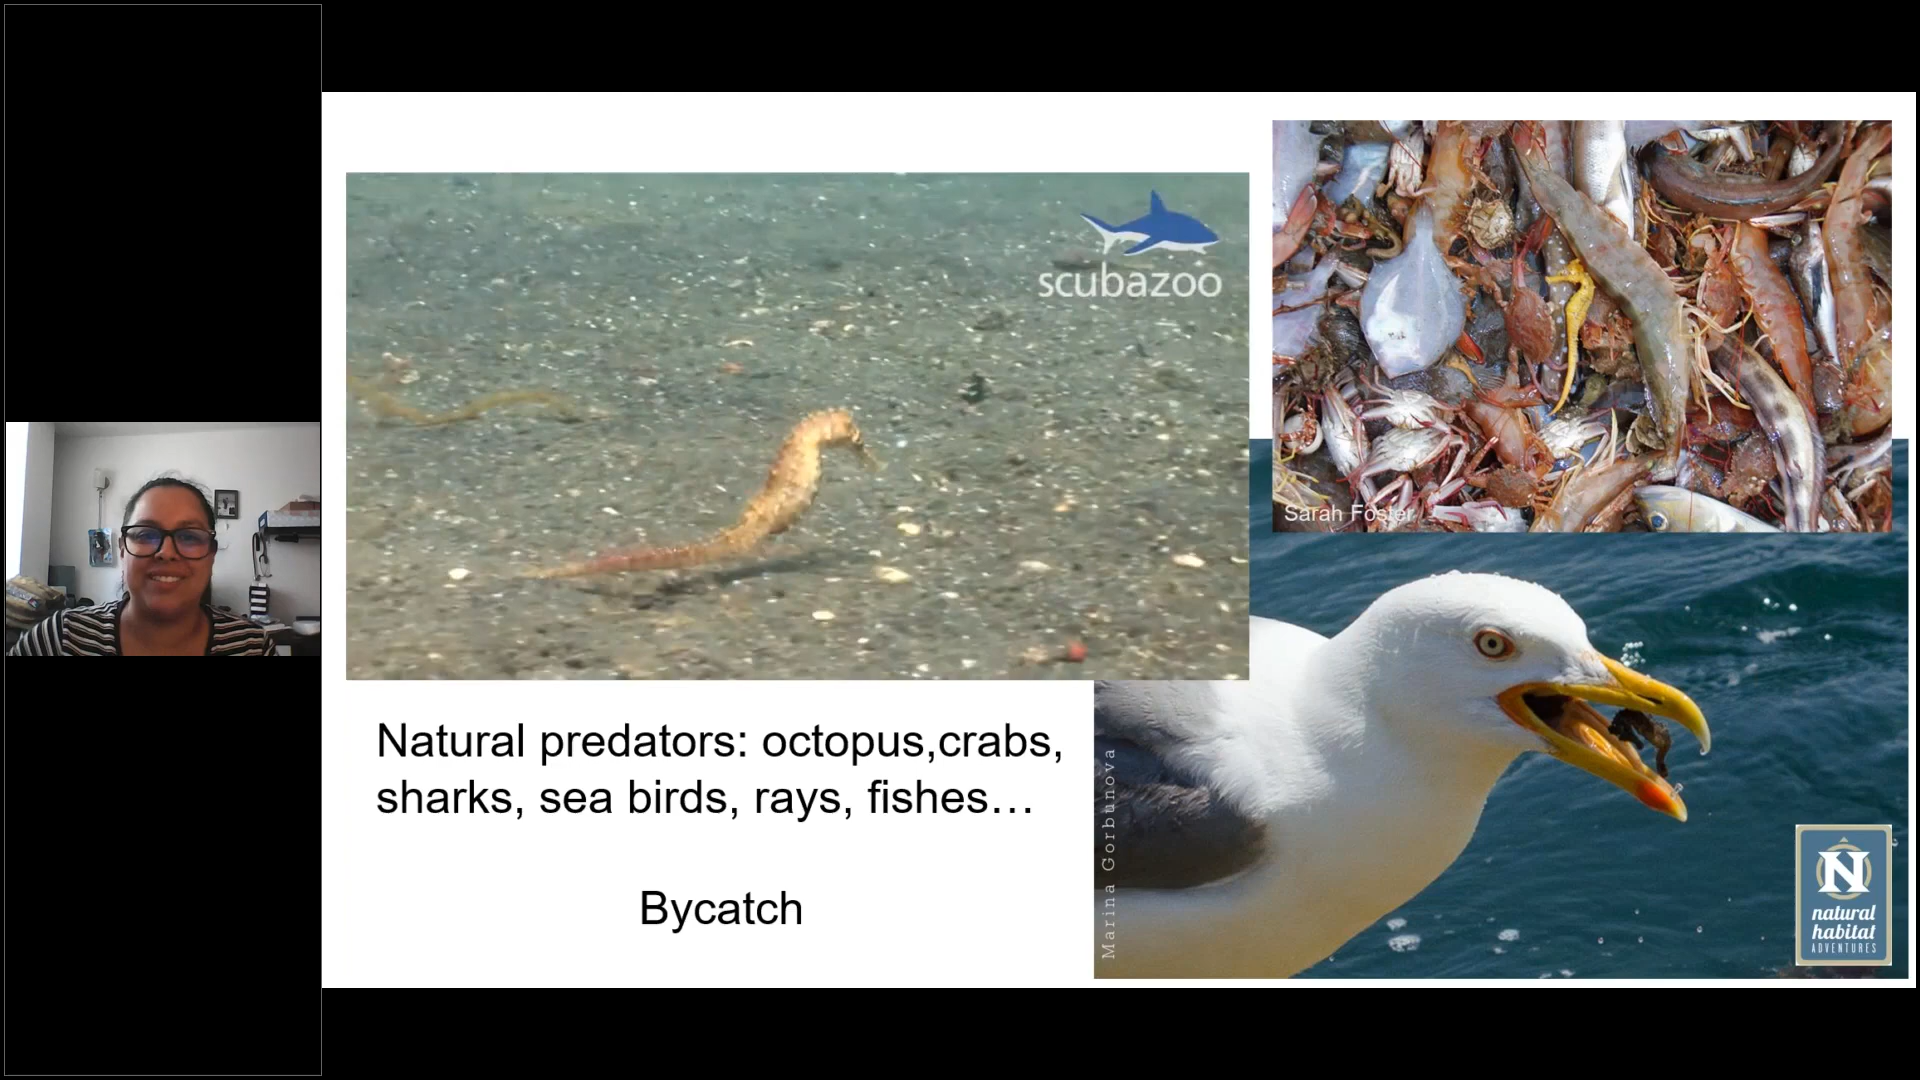 scubazoo
Sarah Foster
Natural predators: octopus,crabs,
sharks, sea birds, rays, fishes…
Bycatch
Marina Gorbunova
N
natural
habitat
ADVENTURES